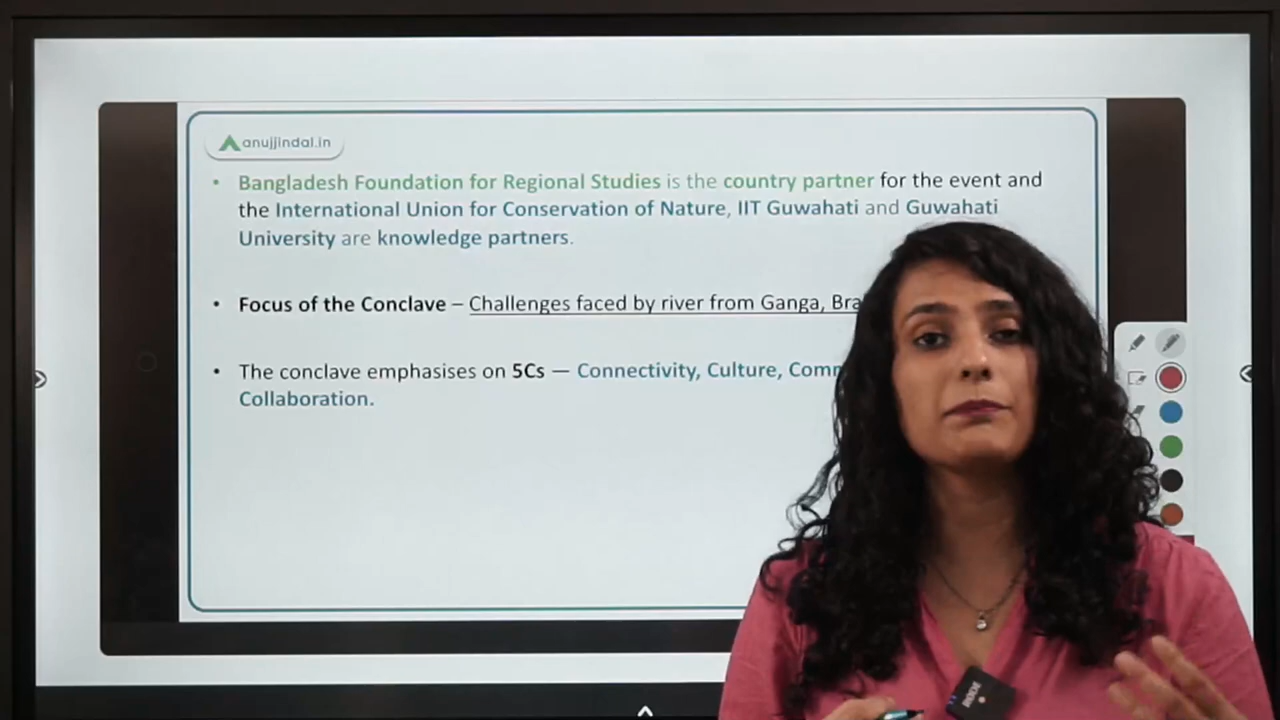 anujjindal.in
• Bangladesh Foundation for Regional Studies is the country partner for the event and
the International Union for Conservation of Nature, IIT Guwahati and Guwahati
University are knowledge partners.
• Focus of the Conclave – Challenges faced by river from Ganga,
• The conclave emphasises on 5Cs — Connectivity, Culture,
Collaboration.
RODE